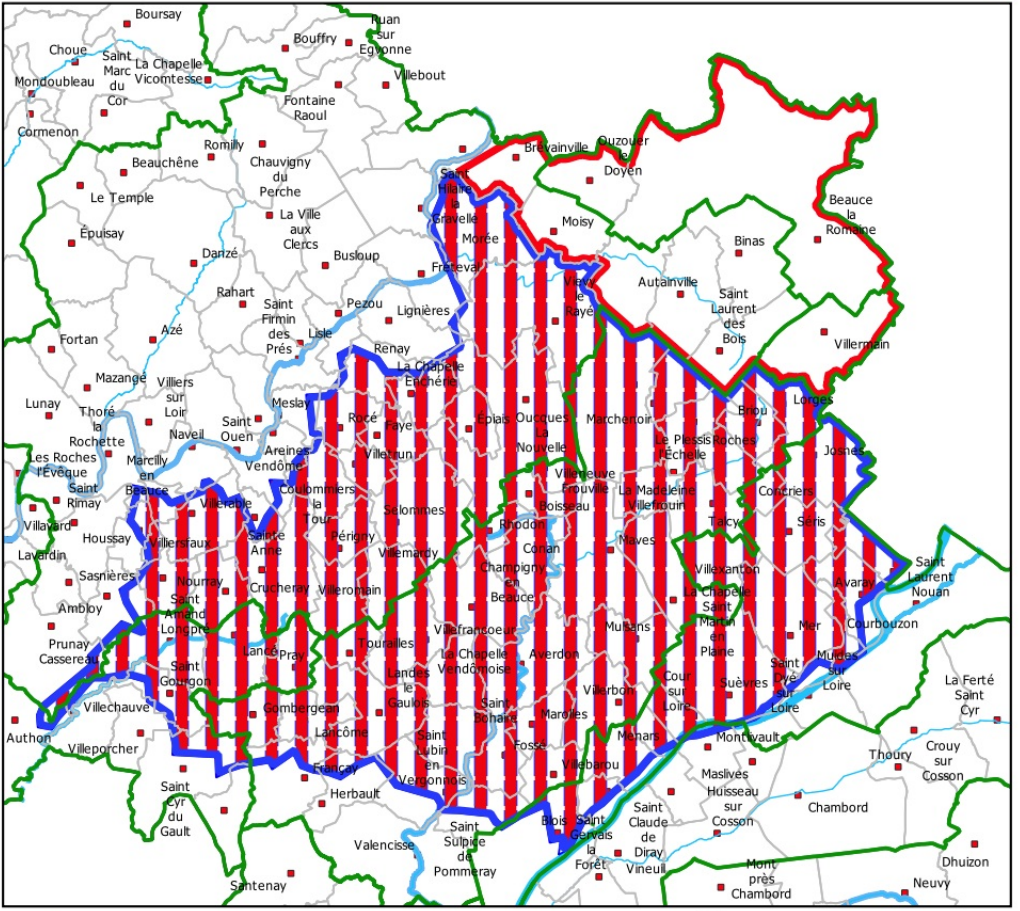 Boursay
Ruan
sur
Egvonne
Bouffry
Choue
Saint
Marc
du
Cor
La Chapelle
Vicomtesse
Mondoubleau
Villebout
Fontaine
Raoul
Cormenon
Romilly
Beauchêne
Chauvigny
du
Perche
Le Temple
Brévainville
Ouzouer
le
Doyen
Saint
Hilaire
la
Gravelle
La Ville
aux
Clercs
Épuisay
Moisy
Beauce
la
Romaine
Morée
Binas
Danzé
Busloup
Fréteval
Autainville
Vievy
le
Rayé
Rahart
Saint
Firmin
des
Prés
Pezou
Lignières
Saint
Laurent
des
Bois
Azé
Lisle
Fortan
Renay
Villermain
La Chapelle
Enchérie
Mazangé
Villiers
sur
Loir
Lunay
Thoré
la
Rochette
Meslay
Lorges
Briou
Rocé
Faye
Épiais
Oucques
La
Nouvelle
Marchenoir
Saint
Ouen
Naveil
Areines
Vendôme
Le Plessis
l'Échelle
Roches
Josnes
Les Roches
l'Évêque
Marcilly
en
Beauce
Villetrun
Saint
Rimay
Coulommiers
la
Tour
Villeneuve
Frouville
La Madeleine
Villefrouin
Concriers
Villerable
Selommes
Boisseau
Villavard
Rhodon
Talcy
Séris
Houssay
Villiersfaux
Sainte
Anne
Périgny
Conan
Maves
Lavardin
Villemardy
Champigny
en
Beauce
Villexanton
Saint
Laurent
Nouan
Sasnières
Nourray
Crucheray
Villeromain
Avaray
Ambloy
Saint
Amand
Longpré
La Chapelle
Saint
Martin
en
Plaine
Villefrancoeur
Mulsans
Mer
Courbouzon
Prunay
Cassereau
Lancé
Pray
Tourailles
La Chapelle
Vendômoise
Averdon
Muides
sur
Loire
Saint
Gourgon
Landes
le
Gaulois
Cour
sur
Loire
Suèvres
Saint
Dyé
sur
Loire
La Ferté
Saint
Cyr
Villechauve
Gombergean
Saint
Bohaire
Villerbon
Marolles
Authon
Villeporcher
Lancôme
Saint
Lubin
en
Vergonnois
Fossé
Menars
Montlivault
Crouy
sur
Cosson
Thoury
Françay
Villebarou
Saint
Cyr
du
Gault
Herbault
Maslives
Huisseau
sur
Cosson
Chambord
Saint
Sulpice
de
Pommeray
Blois
Saint
Gervais
la
Forêt
Saint
Claude
de
Diray
Valencisse
Vineuil
Mont
près
Chambord
Dhuizon
Santenay
Neuvy